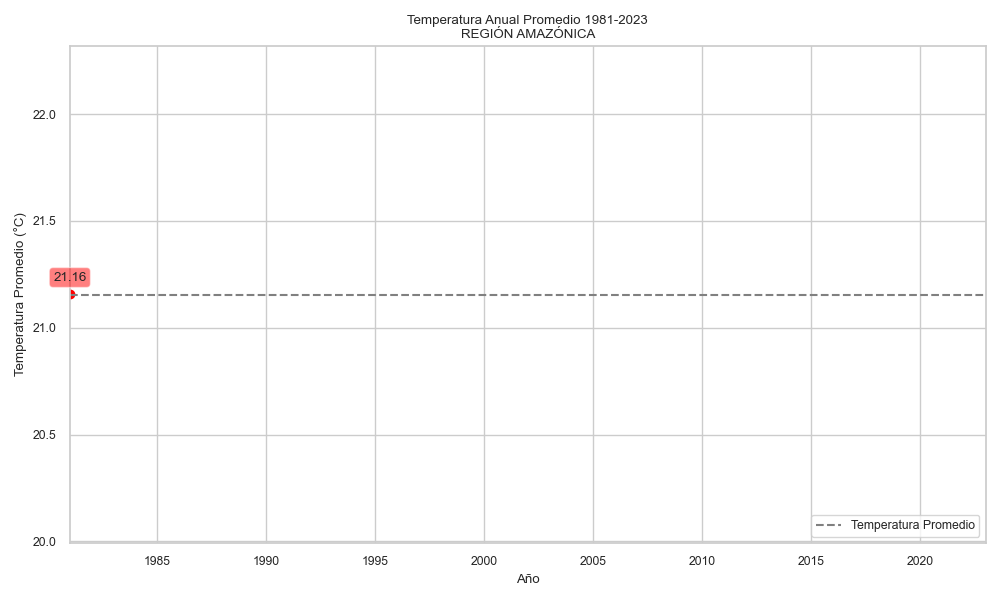 Temperatura Anual Promedio 1981-2023
REGIÓN AMAZÓNICA
Temperatura Promedio (°C)
22.0
21.5
21.0
20.5
20.0
21.16
Temperatura Promedio
1985
1990
1995
2000
2005
2010
2015
2020
Año